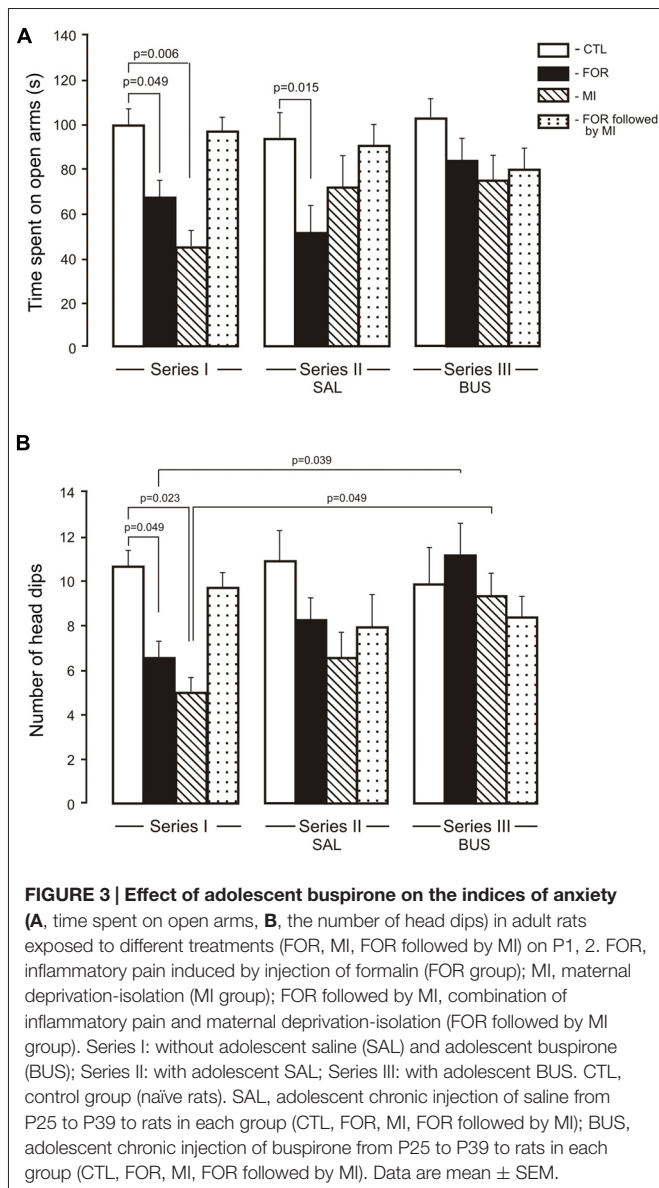 A
140
120
100
80
60
40
20
0
Time spent on open arms (s)
p=0.006
p=0.049
p=0.015
- CTL
- FOR
- MI
- FOR followed
by MI
Series I
Series II
SAL
Series III
BUS
B
14
12
10
8
6
4
2
0
Number of head dips
p=0.039
p=0.023
p=0.049
p=0.049
Series I
Series II
SAL
Series III
BUS
FIGURE 3 | Effect of adolescent buspirone on the indices of anxiety
(A, time spent on open arms, B, the number of head dips) in adult rats
exposed to different treatments (FOR, MI, FOR followed by MI) on P1, 2. FOR,
inflammatory pain induced by injection of formalin (FOR group); MI, maternal
deprivation-isolation (MI group); FOR followed by MI, combination of
inflammatory pain and maternal deprivation-isolation (FOR followed by MI
group). Series I: without adolescent saline (SAL) and adolescent buspirone
(BUS); Series II: with adolescent SAL; Series III: with adolescent BUS. CTL,
control group (naïve rats). SAL, adolescent chronic injection of saline from
P25 to P39 to rats in each group (CTL, FOR, MI, FOR followed by MI); BUS,
adolescent chronic injection of buspirone from P25 to P39 to rats in each
group (CTL, FOR, MI, FOR followed by MI). Data are mean ± SEM.